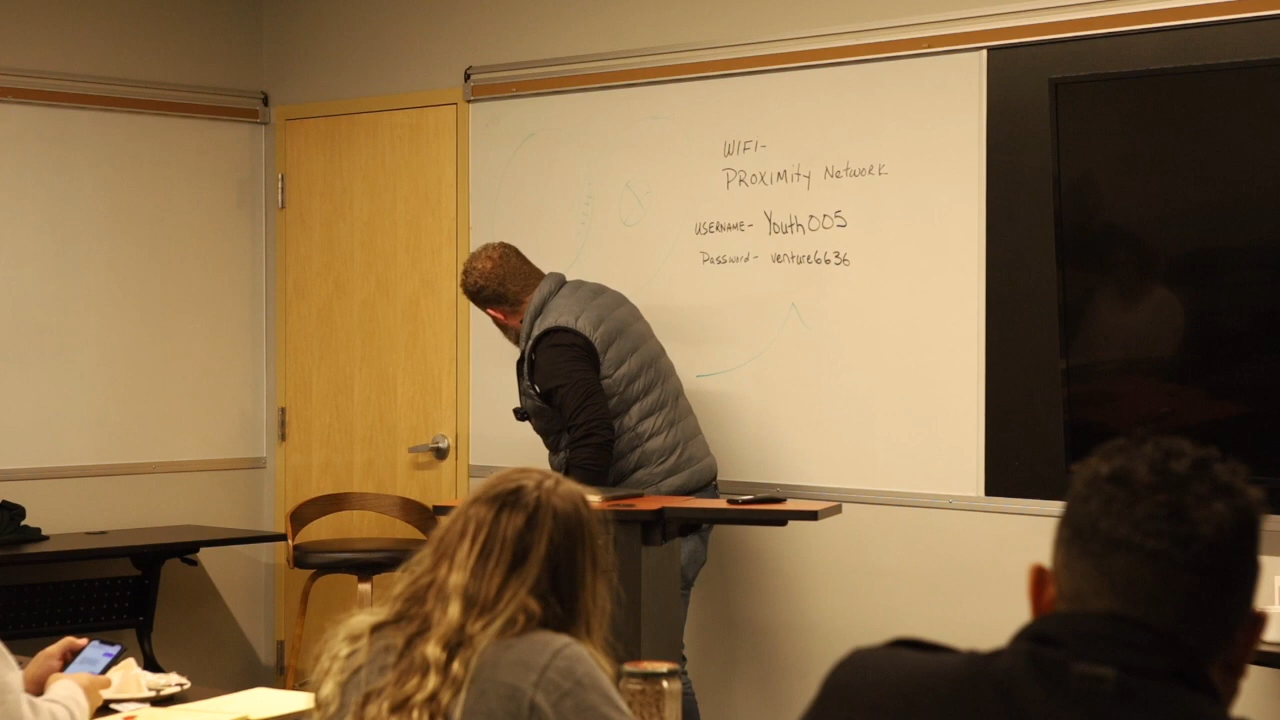 WIFI-
PROXIMity Network
USERNAME- Youth005
Password- venture6636